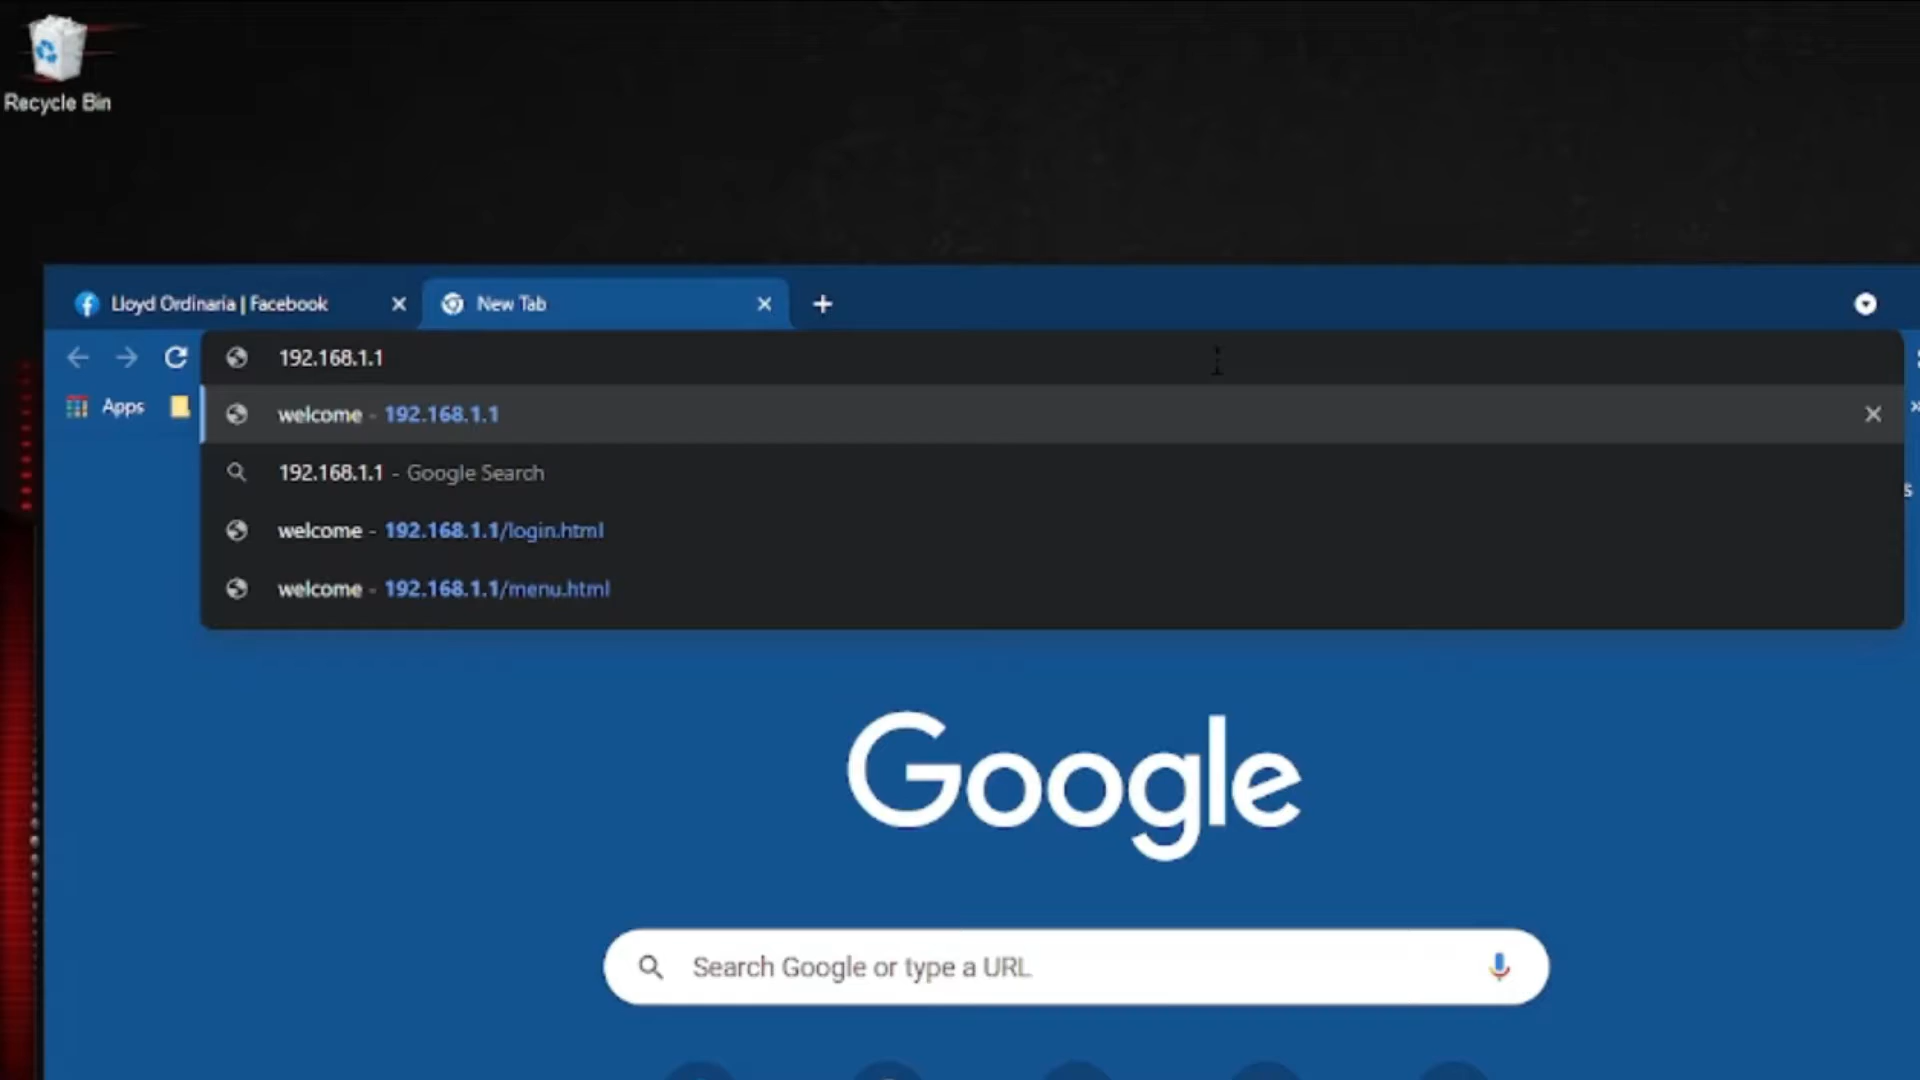 Recycle Bin
Lloyd Ordinaria | Facebook
New Tab
192.168.1.1
Apps
welcome - 192.168.1.1
192.168.1.1 - Google Search
welcome - 192.168.1.1/login.html
welcome - 192.168.1.1/menu.html
Google
Search Google or type a URL